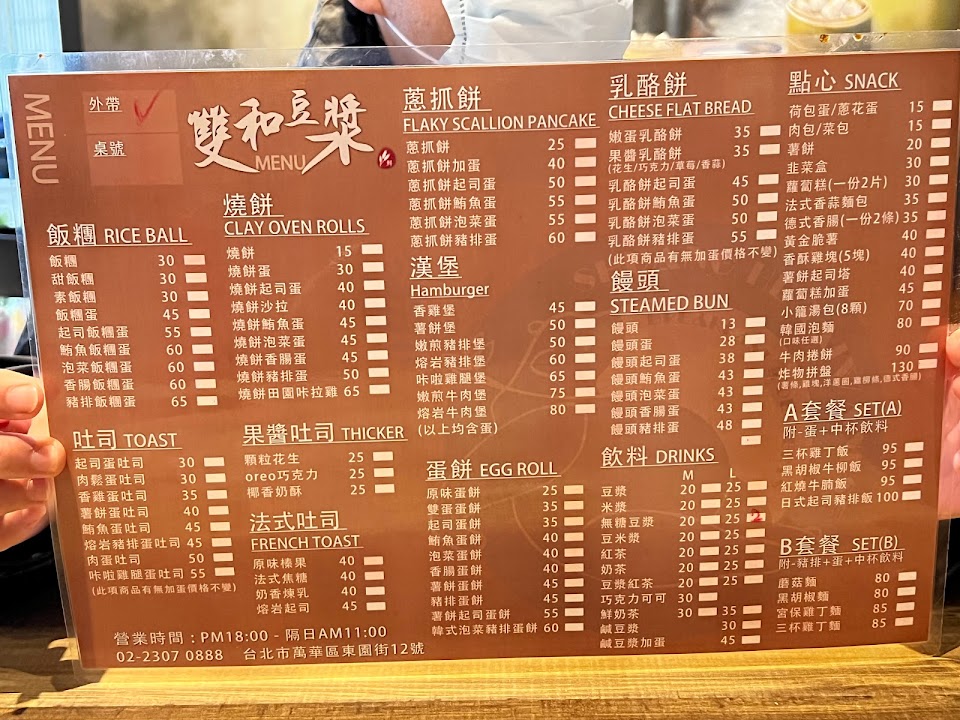 MENU
外帶
桌號
雙和豆漿
MENU
飯糰 RICE BALL
飯糰 30
甜飯糰 30
素飯糰 30
飯糰蛋 45
起司飯糰蛋 55
鮪魚飯糰蛋 60
泡菜飯糰蛋 60
香腸飯糰蛋 60
豬排飯糰蛋 65
燒餅
CLAY OVEN ROLLS
燒餅 15
燒餅蛋 30
燒餅起司蛋 40
燒餅沙拉 40
燒餅鮪魚蛋 45
燒餅泡菜蛋 45
燒餅香腸蛋 45
燒餅豬排蛋 50
燒餅田園咔拉雞 65
吐司 TOAST
起司蛋吐司 30
肉鬆蛋吐司 30
香雞蛋吐司 35
薯餅蛋吐司 40
鮪魚蛋吐司 45
熔岩豬排蛋吐司 45
肉蛋吐司 50
咔啦雞腿蛋吐司 55
(此項商品有無加蛋價格不變)
果醬吐司 THICKER
顆粒花生 25
oreo巧克力 25
椰香奶酥 25
法式吐司
FRENCH TOAST
原味榛果 40
法式焦糖 40
奶香煉乳 40
熔岩起司 45
蔥抓餅
FLAKY SCALLION PANCAKE
蔥抓餅 25
蔥抓餅加蛋 40
蔥抓餅起司蛋 50
蔥抓餅鮪魚蛋 55
蔥抓餅泡菜蛋 55
蔥抓餅豬排蛋 60
漢堡
Hamburger
香雞堡 45
薯餅堡 50
嫩煎豬排堡 50
熔岩豬排堡 60
咔啦雞腿堡 65
嫩煎牛肉堡 75
熔岩牛肉堡 80
(以上均含蛋)
蛋餅 EGG ROLL
原味蛋餅 25
雙蛋蛋餅 35
起司蛋餅 35
鮪魚蛋餅 40
泡菜蛋餅 40
香腸蛋餅 40
薯餅蛋餅 45
豬排蛋餅 45
薯餅起司蛋餅 55
韓式泡菜豬排蛋餅 60
乳酪餅
CHEESE FLAT BREAD
嫩蛋乳酪餅 35
果醬乳酪餅 35
(花生/巧克力/草莓/香蒜)
乳酪餅起司蛋 45
乳酪餅鮪魚蛋 50
乳酪餅泡菜蛋 50
乳酪餅豬排蛋 55
(此項商品有無加蛋價格不變)
饅頭
STEAMED BUN
饅頭 13
饅頭蛋 28
饅頭起司蛋 38
饅頭鮪魚蛋 43
饅頭泡菜蛋 43
饅頭香腸蛋 43
饅頭豬排蛋 48
飲料 DRINKS
M L
豆漿 20 25
米漿 20 25
無糖豆漿 20 25 2
豆米漿 20 25
紅茶 20 25
奶茶 20 25
豆漿紅茶 20 25
巧克力可可 30
鮮奶茶 30 35
鹹豆漿 30
鹹豆漿加蛋 45
點心 SNACK
荷包蛋/蔥花蛋 15
肉包/菜包 15
薯餅 20
韭菜盒 30
蘿蔔糕(一份2片) 30
法式香蒜麵包 35
德式香腸(一份2條) 35
黃金脆薯 40
香酥雞塊(5塊) 40
薯餅起司塔 40
蘿蔔糕加蛋 45
小籠湯包(8顆) 70
韓國泡麵 80
(口味任選)
牛肉捲餅 90
炸物拼盤 130
(薯條,雞塊,洋蔥圈,雞柳條,德式香腸)
A套餐 SET(A)
附-蛋+中杯飲料
三杯雞丁飯 95
黑胡椒牛柳飯 95
紅燒牛腩飯 95
日式起司豬排飯 100
B套餐 SET(B)
附-豬排+蛋+中杯飲料
蘑菇麵 80
黑胡椒麵 80
宮保雞丁麵 85
三杯雞丁麵 85
營業時間:PM18:00 - 隔日AM11:00
02-2307 0888 台北市萬華區東園街12號